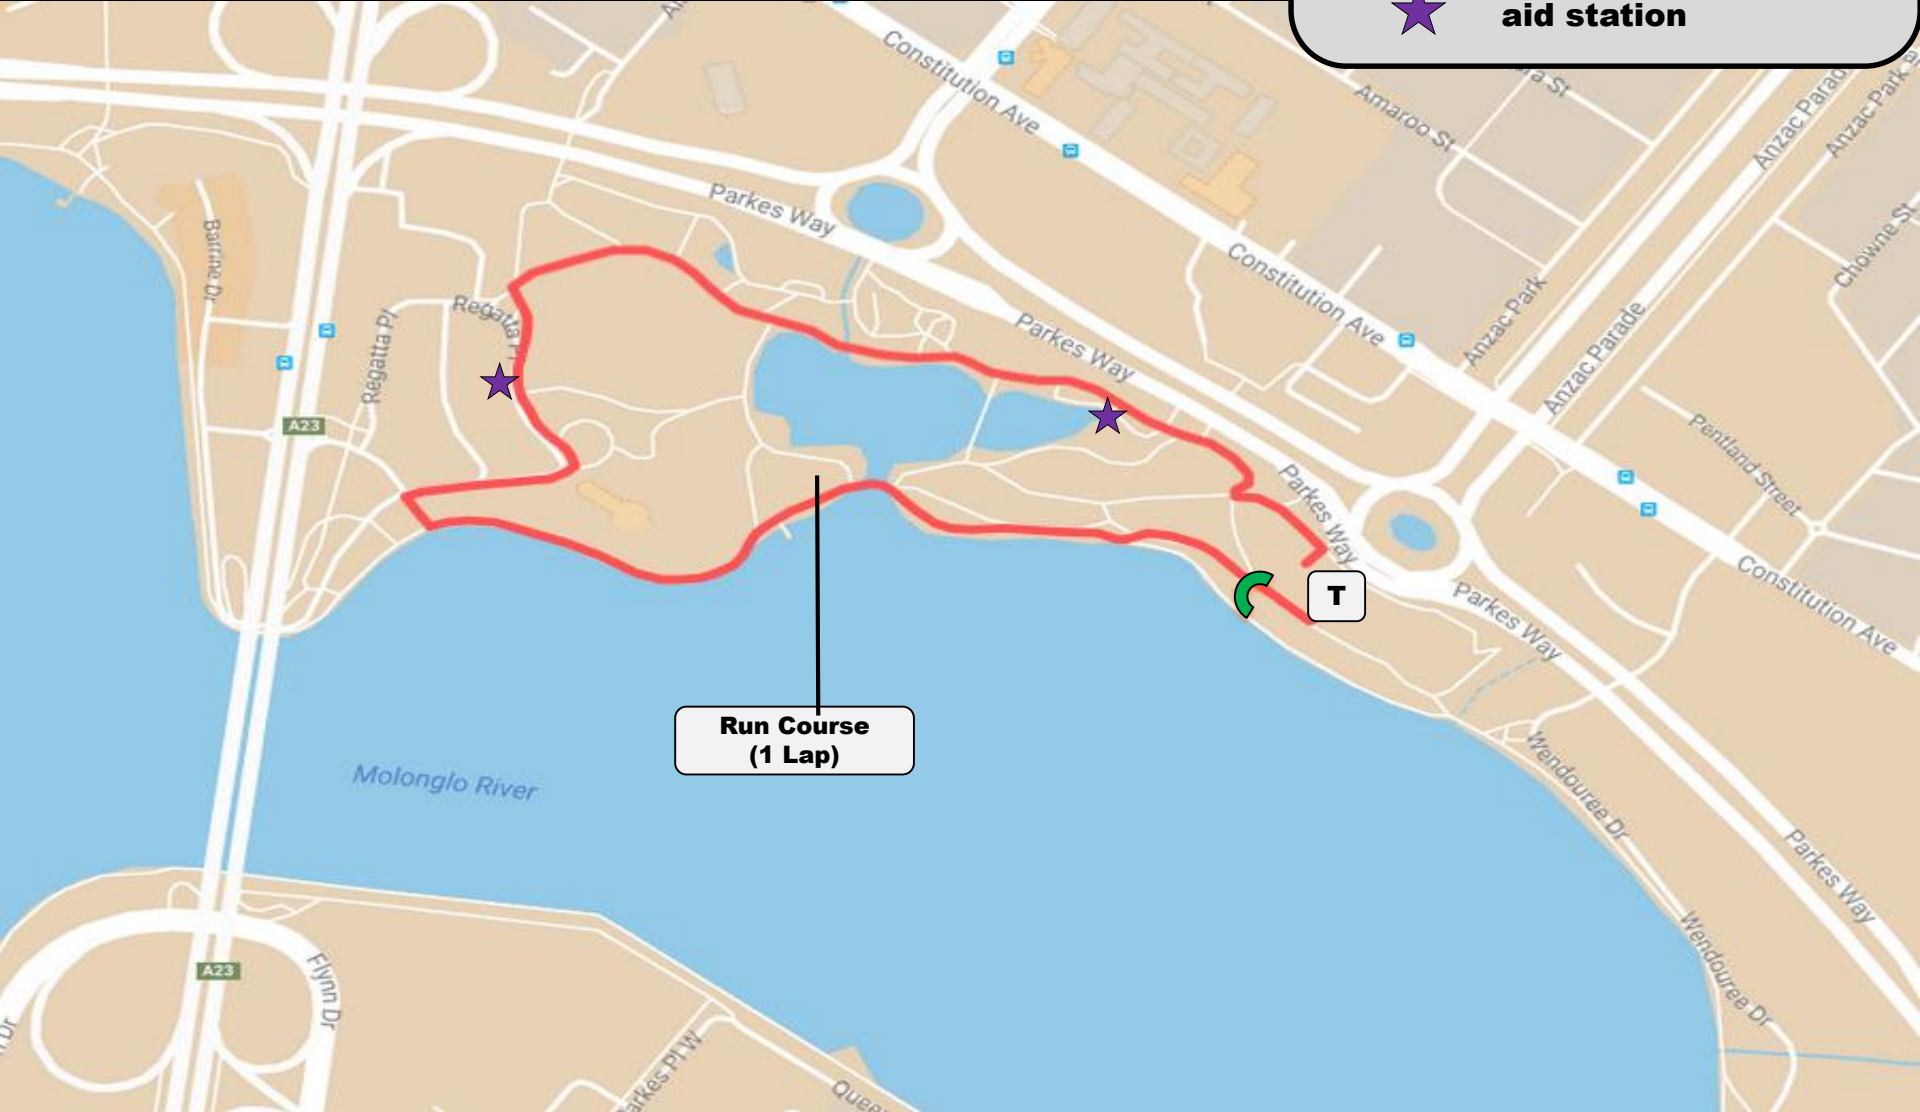 aid station
Constitution Ave
Amaroo St
Anzac Park
Parkes Way
Barrine Dr
Chowne St
Constitution Ave
Regatta Pl
Regatta Pl
Parkes Way
Anzac Park
Anzac Parade
A23
Pentland Street
Parkes Way
T
Parkes Way
Constitution Ave
Run Course
(1 Lap)
Molonglo River
Wendouree Dr
Parkes Way
A23
Flynn Dr
Wendouree Dr